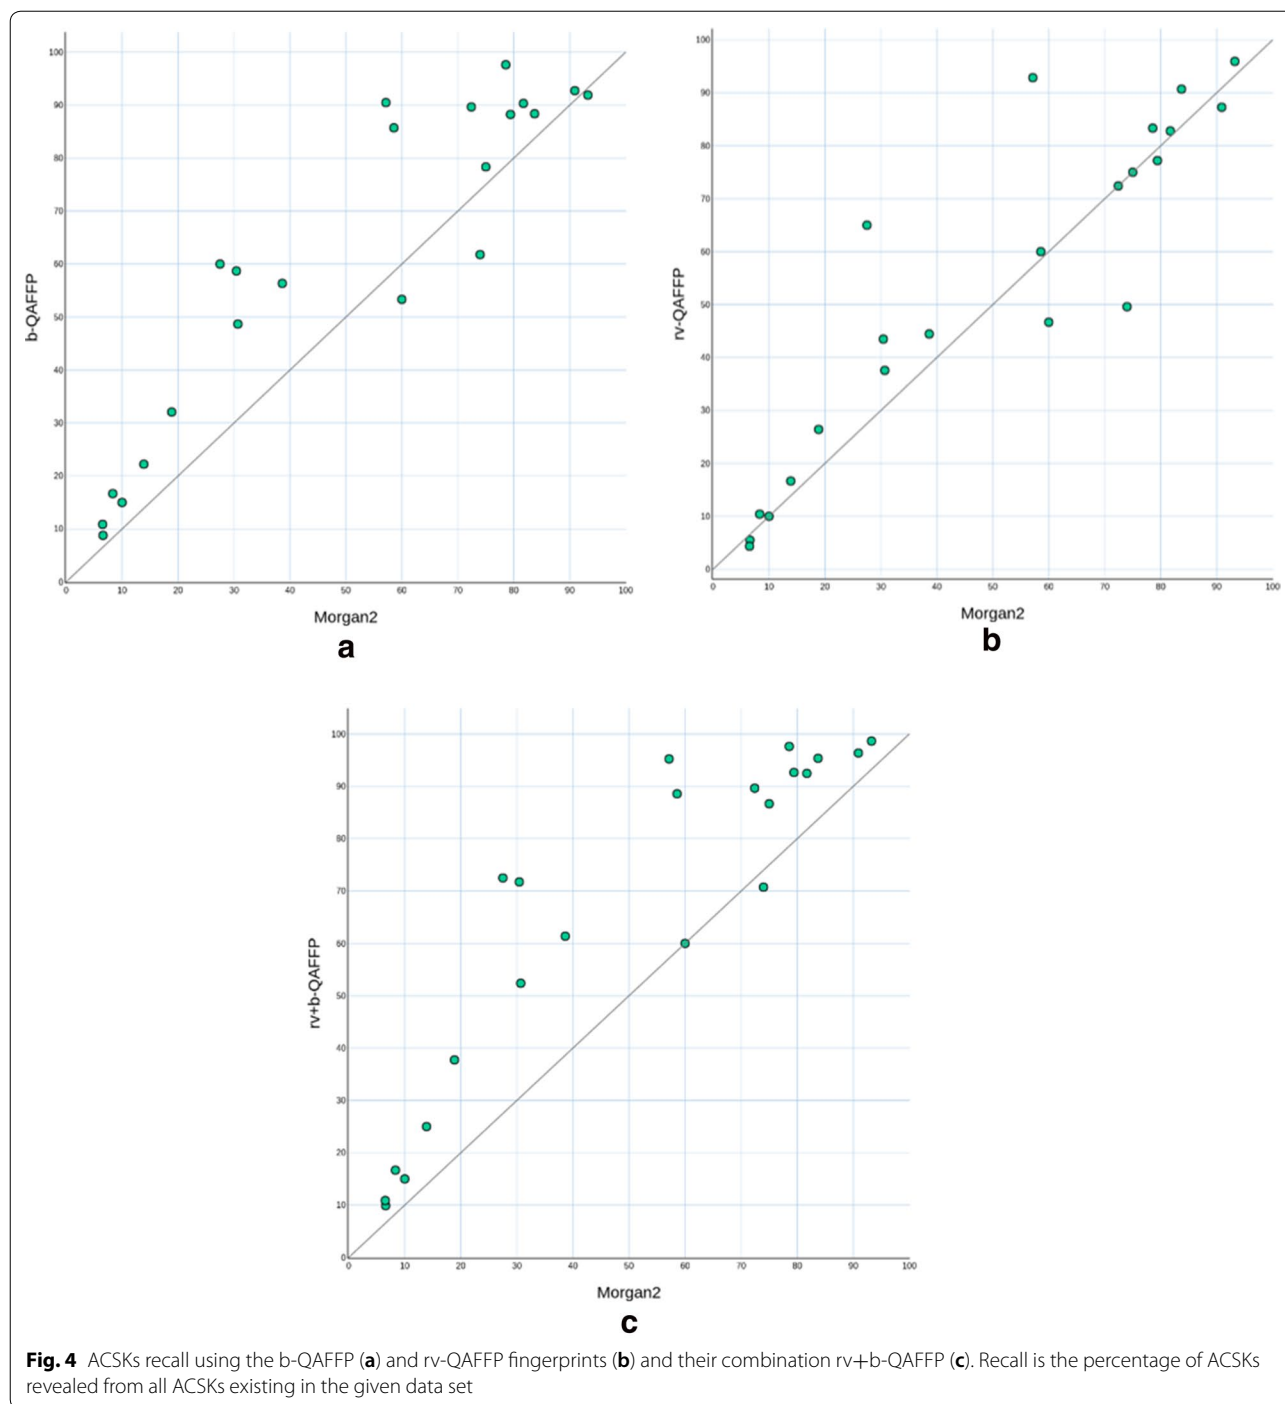 100
90
80
70
60
50
40
30
20
10
0
b-QAFFP
0 10 20 30 40 50 60 70 80 90 100
Morgan2
a
100
90
80
70
60
50
40
30
20
10
0
rv-QAFFP
0 10 20 30 40 50 60 70 80 90 100
Morgan2
b
100
90
80
70
60
50
40
30
20
10
0
rv+b-QAFFP
0 10 20 30 40 50 60 70 80 90 100
Morgan2
c
Fig. 4 ACSKs recall using the b-QAFFP (a) and rv-QAFFP fingerprints (b) and their combination rv+b-QAFFP (c). Recall is the percentage of ACSKs
revealed from all ACSKs existing in the given data set